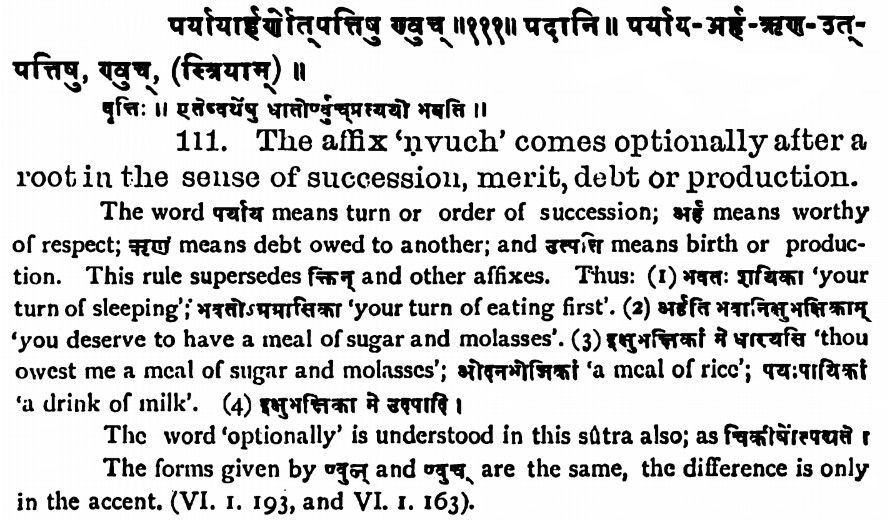 पर्यायार्हर्णोत्पत्तिषु ण्वुच् ॥१११॥ पदानि ॥ पर्याय-अर्ह-ऋण-उत्-
पत्तिषु, ण्वुच्, (स्त्रियाम्) ॥
वृत्तिः ॥ एतेष्वर्थेषु धातोर्ण्वुच्प्रत्ययो भवति ॥
111. The affix ‘ṇvuch’ comes optionally after a
root in the sense of succession, merit, debt or production.
The word पर्याय means turn or order of succession; अर्ह means worthy
of respect; ऋण means debt owed to another; and उत्पत्ति means birth or produc-
tion. This rule supersedes क्तिन् and other affixes. Thus: (1) भवतः शायिका ‘your
turn of sleeping’; भवतोऽग्रग्रासिका ‘your turn of eating first’. (2) अर्हति भवानिक्षुभक्षिकाम्
‘you deserve to have a meal of sugar and molasses’. (3) इक्षुभक्षिकां मे धारयसि ‘thou
owest me a meal of sugar and molasses’; ओदनभोजिकां ‘a meal of rice’; पयःपायिकां
‘a drink of milk’. (4) इक्षुभक्षिका मे उदपादि ।
The word ‘optionally’ is understood in this sûtra also; as चिकीर्षोत्पद्यते ।
The forms given by ण्वुल् and ण्वुच् are the same, the difference is only
in the accent. (VI. 1. 193, and VI. 1. 163).